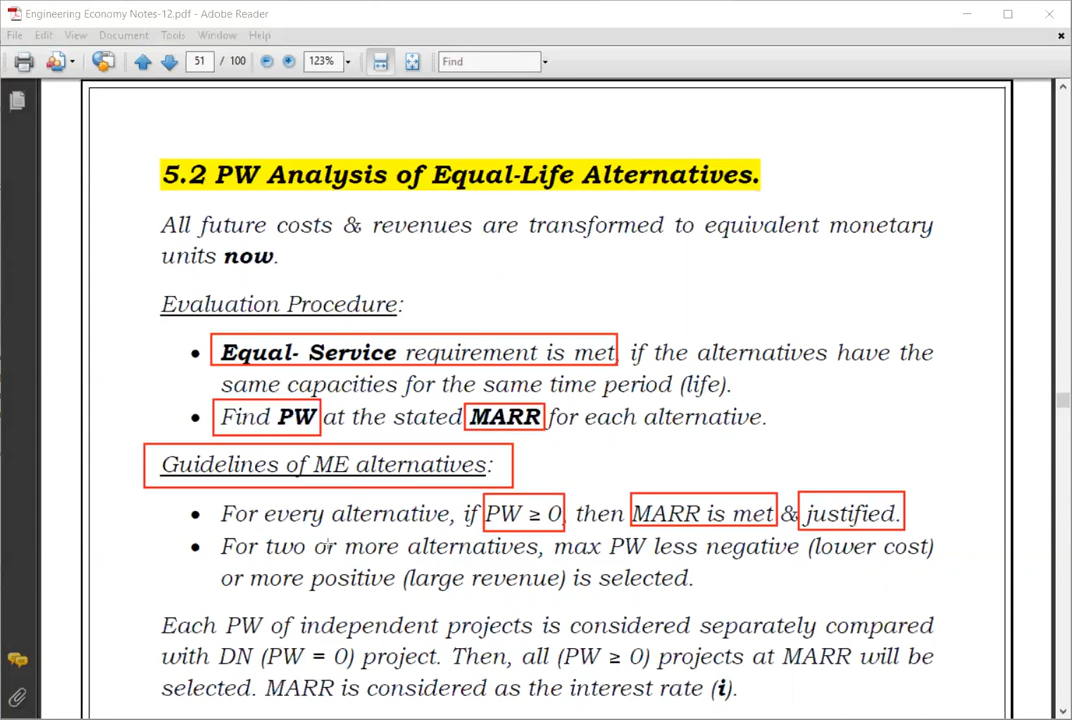 Engineering Economy Notes-12.pdf - Adobe Reader
File Edit View Document Tools Window Help
51 / 100 123% Find
5.2 PW Analysis of Equal-Life Alternatives.
All future costs & revenues are transformed to equivalent monetary
units now.
Evaluation Procedure:
• Equal- Service requirement is met, if the alternatives have the
same capacities for the same time period (life).
• Find PW at the stated MARR for each alternative.
Guidelines of ME alternatives:
• For every alternative, if PW ≥ 0, then MARR is met & justified.
• For two or more alternatives, max PW less negative (lower cost)
or more positive (large revenue) is selected.
Each PW of independent projects is considered separately compared
with DN (PW = 0) project. Then, all (PW ≥ 0) projects at MARR will be
selected. MARR is considered as the interest rate (i).